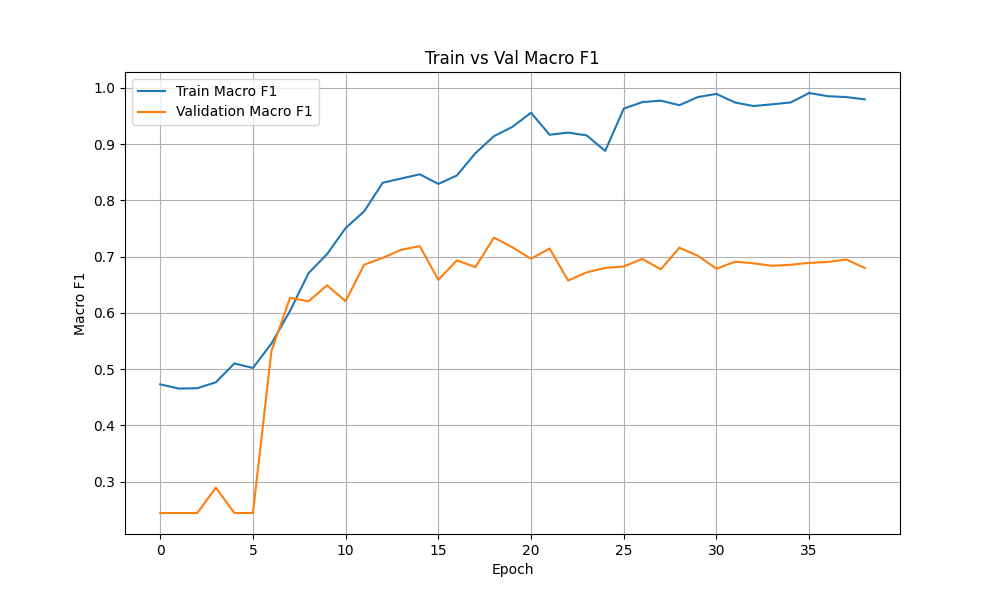 Train vs Val Macro F1
Train Macro F1
Validation Macro F1
Macro F1
1.0
0.9
0.8
0.7
0.6
0.5
0.4
0.3
0 5 10 15 20 25 30 35
Epoch